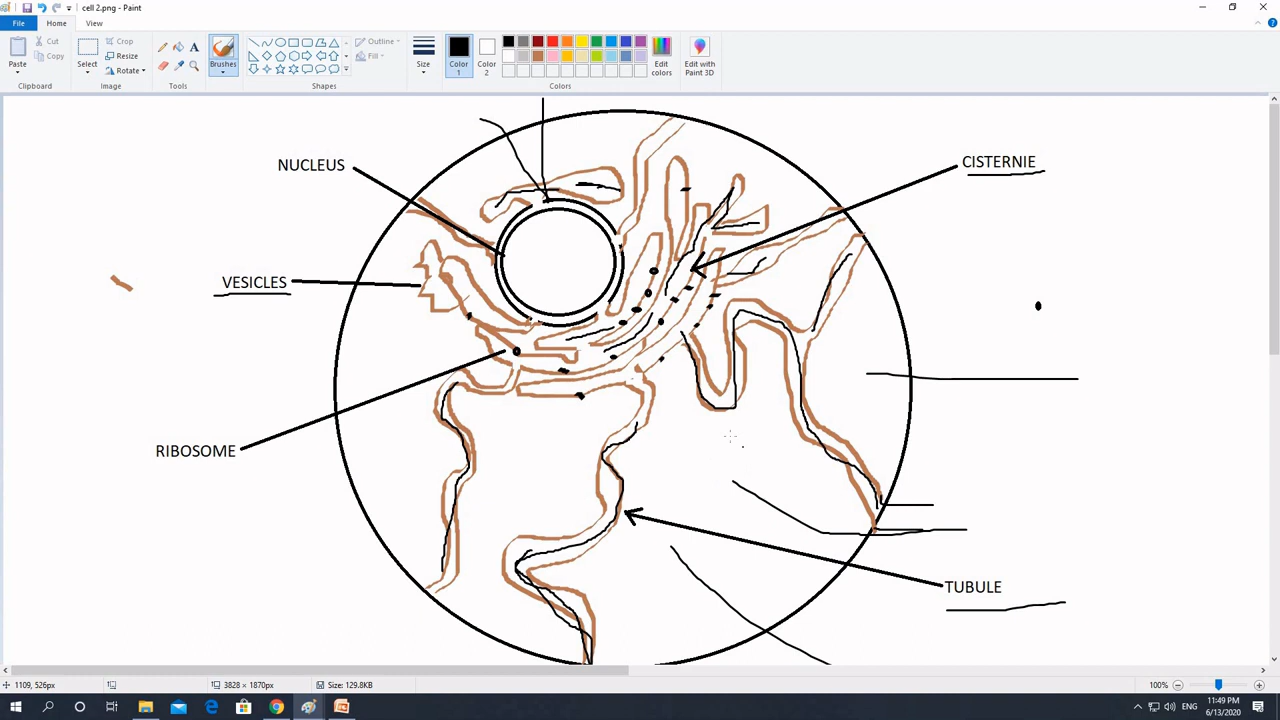 cell 2.png - Paint
File Home View
Paste
Cut
Copy
Clipboard
Select
Crop
Resize
Rotate
Image
A
Tools
Brushes
Outline
Fill
Shapes
Size
Color 1
Color 2
Edit colors
Edit with Paint 3D
Colors
NUCLEUS
CISTERNIE
VESICLES
RIBOSOME
TUBULE
1109, 526px
3828 × 1870px
Size: 129.8KB
100%
ENG
11:49 PM
6/13/2020